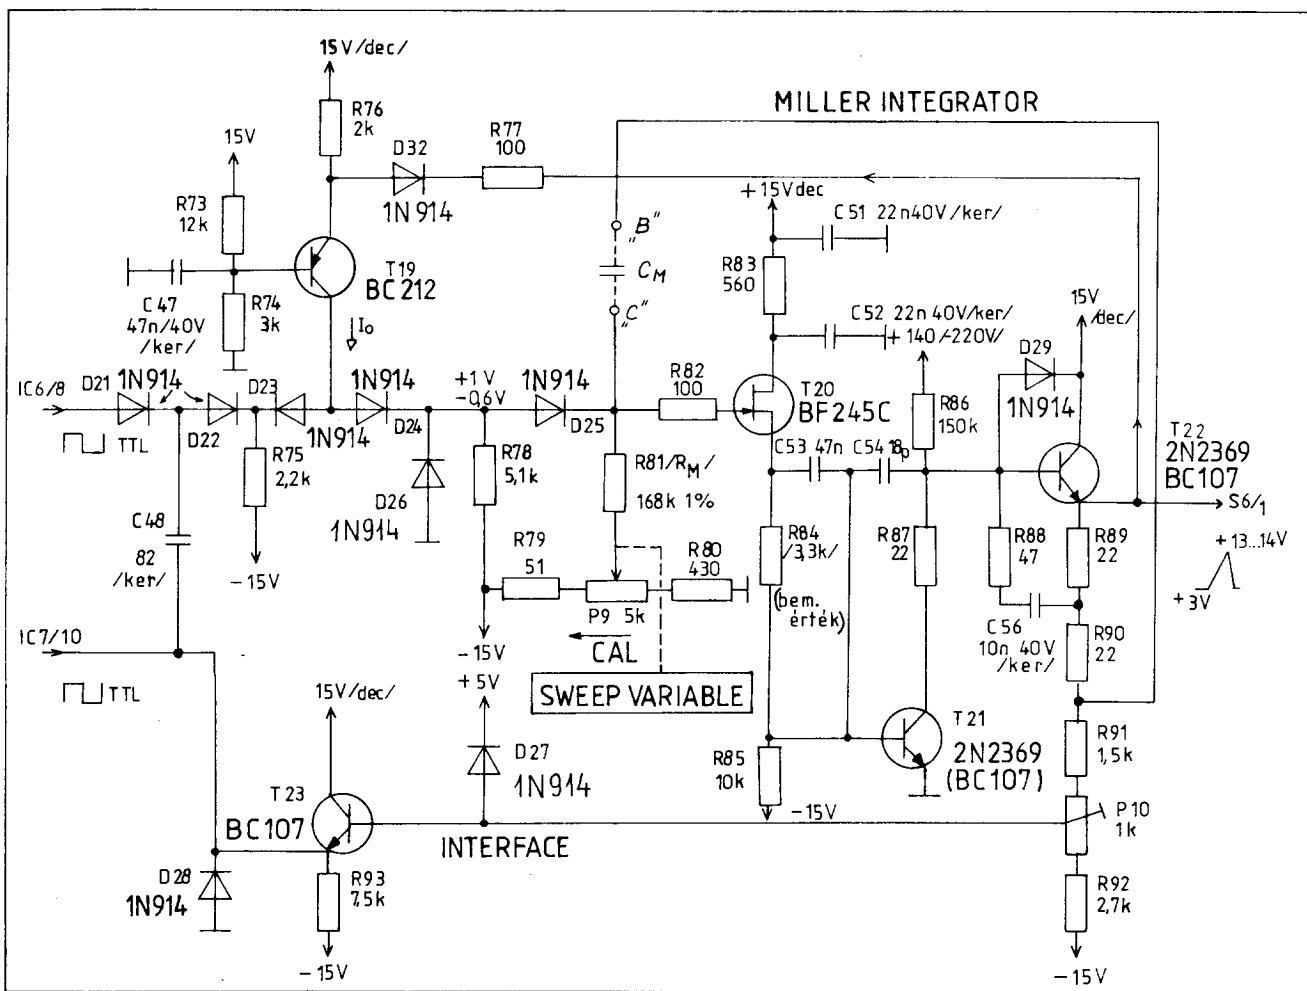 15V/dec/
R76
2k
MILLER INTEGRATOR
R77
100
15V
D32
1N914
+15Vdec
C51 22n40V/ker/
R73
12k
„B"
CM
„C"
R83
560
T19
BC212
C47
47n/40V
/ker/
R74
3k
I0
C52 22n 40V/ker/
+140/-220V/
15V
/dec/
D29
1N914
IC6/8
D21
1N914
D22
D23
1N914
1N914
D24
+1V
-0,6V
1N914
D25
R82
100
T20
BF245C
R86
150k
T22
2N2369
BC107
TTL
R75
2,2k
-15V
D26
1N914
R78
5,1k
R81/RM/
168k 1%
C53 47n
C54 18p
S6/1
C48
82
/ker/
R84
/3,3k/
(bem.
érték)
R87
22
R88
47
R89
22
+13...14V
+3V
R79
51
P9 5k
R80
430
C56
10n 40V
/ker/
R90
22
IC7/10
TTL
-15V
CAL
SWEEP VARIABLE
15V/dec/
+5V
D27
1N914
R85
10k
-15V
T21
2N2369
(BC107)
R91
1,5k
T23
BC107
INTERFACE
P10
1k
D28
1N914
R93
7,5k
-15V
R92
2,7k
-15V